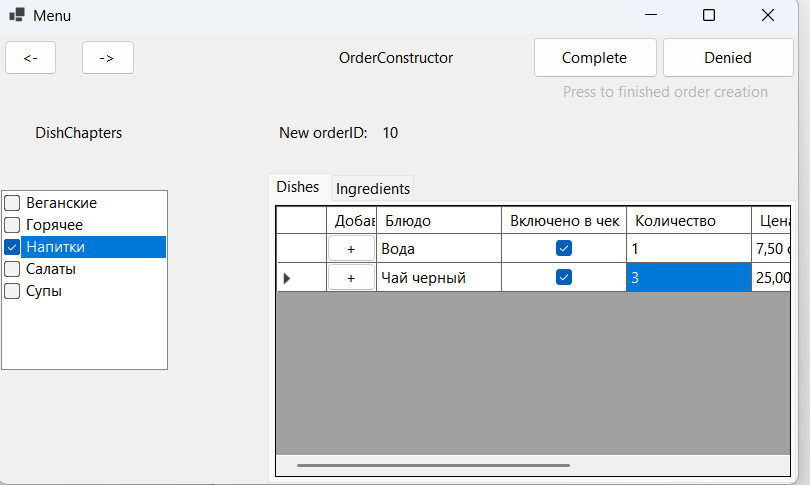 Menu
<- -> OrderConstructor Complete Denied
Press to finished order creation
DishChapters New orderID: 10
Dishes Ingredients
Веганские
Горячее
Напитки
Салаты
Супы
Добав Блюдо Включено в чек Количество Цена
+ Вода 1 7,50
+ Чай черный 3 25,00